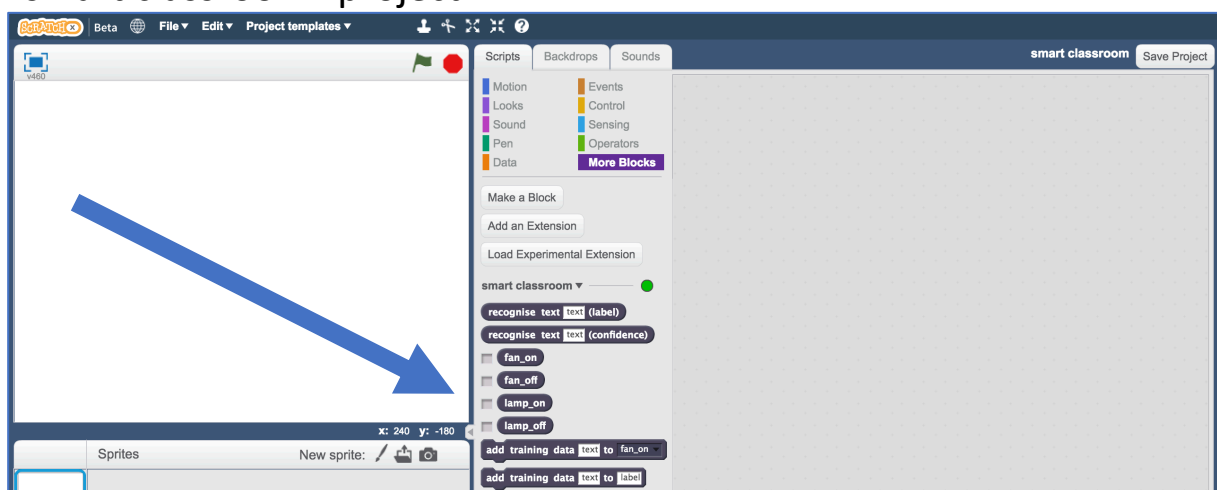 SCRATCHX Beta File▼ Edit▼ Project templates▼
v460
Scripts Backdrops Sounds
smart classroom Save Project
Motion Events
Looks Control
Sound Sensing
Pen Operators
Data More Blocks
Make a Block
Add an Extension
Load Experimental Extension
smart classroom ▼
recognise text text (label)
recognise text text (confidence)
fan_on
fan_off
lamp_on
lamp_off
add training data text to fan_on
add training data text to label
x: 240 y: -180
Sprites New sprite: